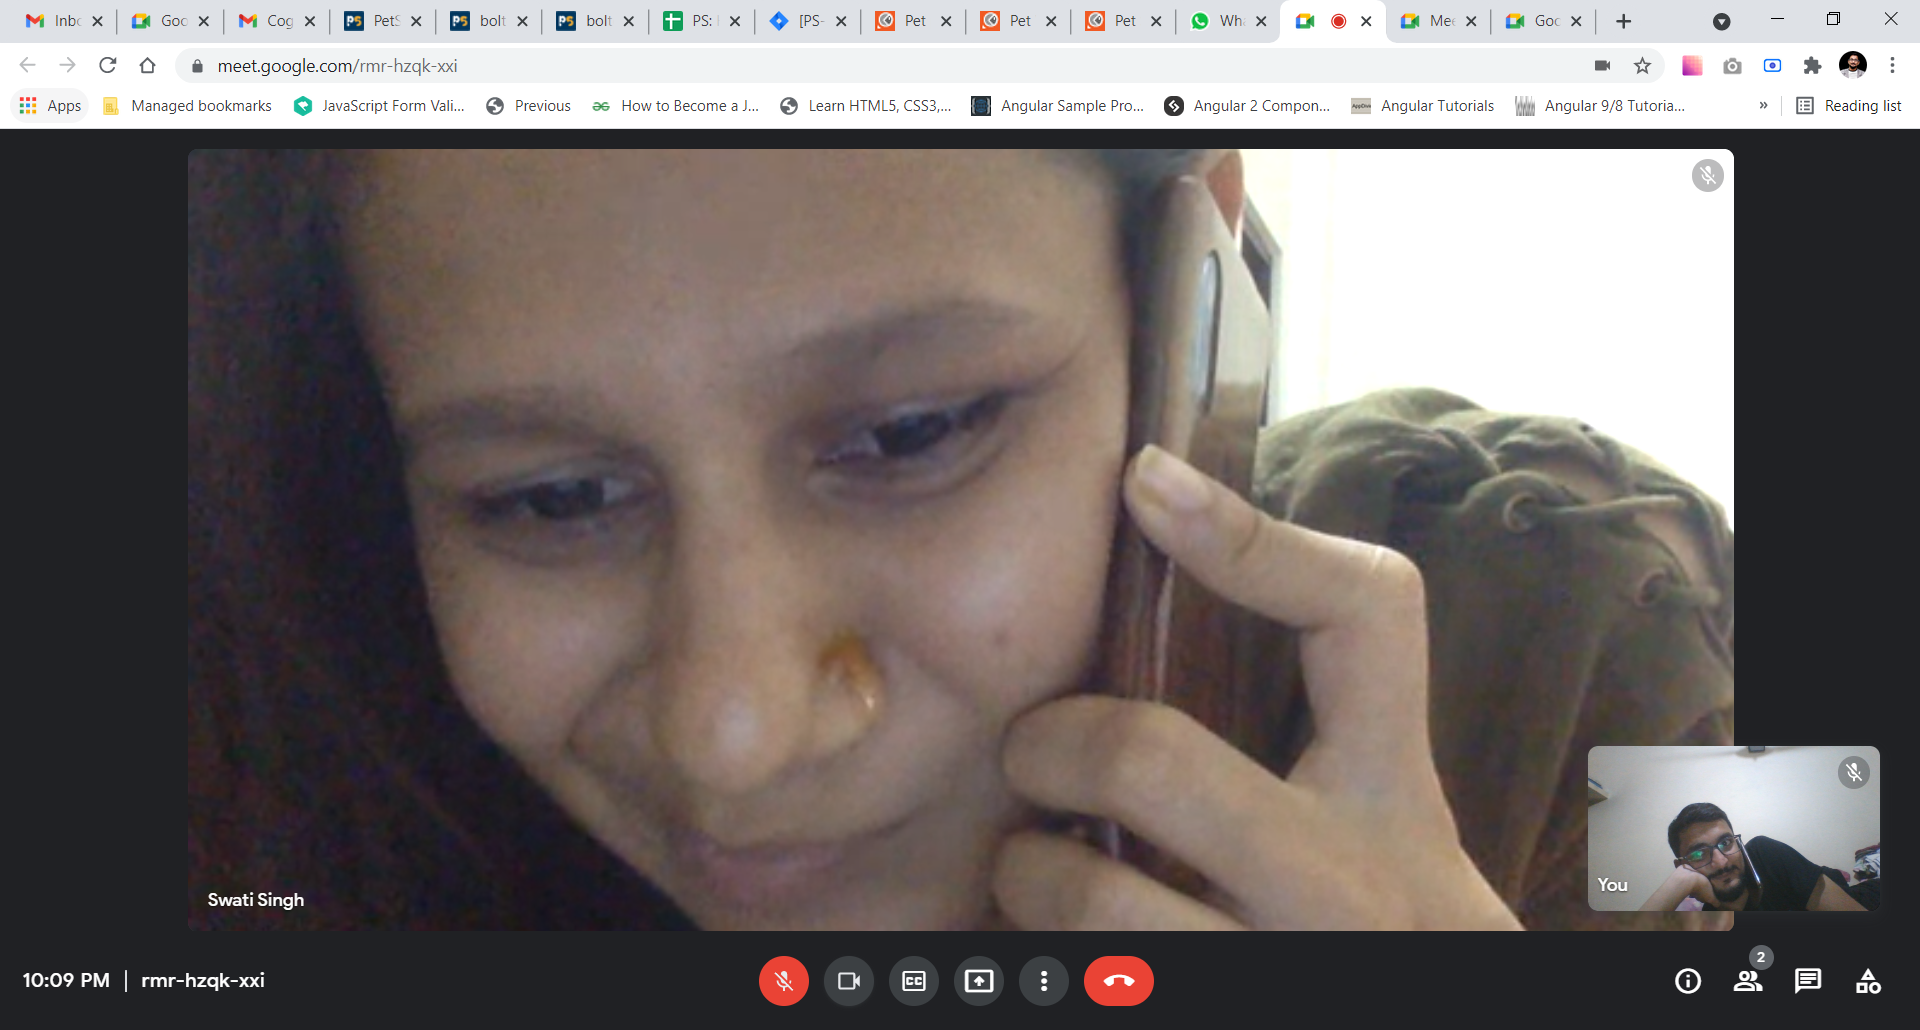 Inbo
Goo
Cog
PetS
bolt
bolt
PS:
[PS-
Pet
Pet
Pet
Wha
Mee
Goo
meet.google.com/rmr-hzqk-xxi
Apps
Managed bookmarks
JavaScript Form Vali...
Previous
How to Become a J...
Learn HTML5, CSS3,...
Angular Sample Pro...
Angular 2 Compon...
Angular Tutorials
Angular 9/8 Tutoria...
»
Reading list
Swati Singh
You
10:09 PM | rmr-hzqk-xxi
CC
2